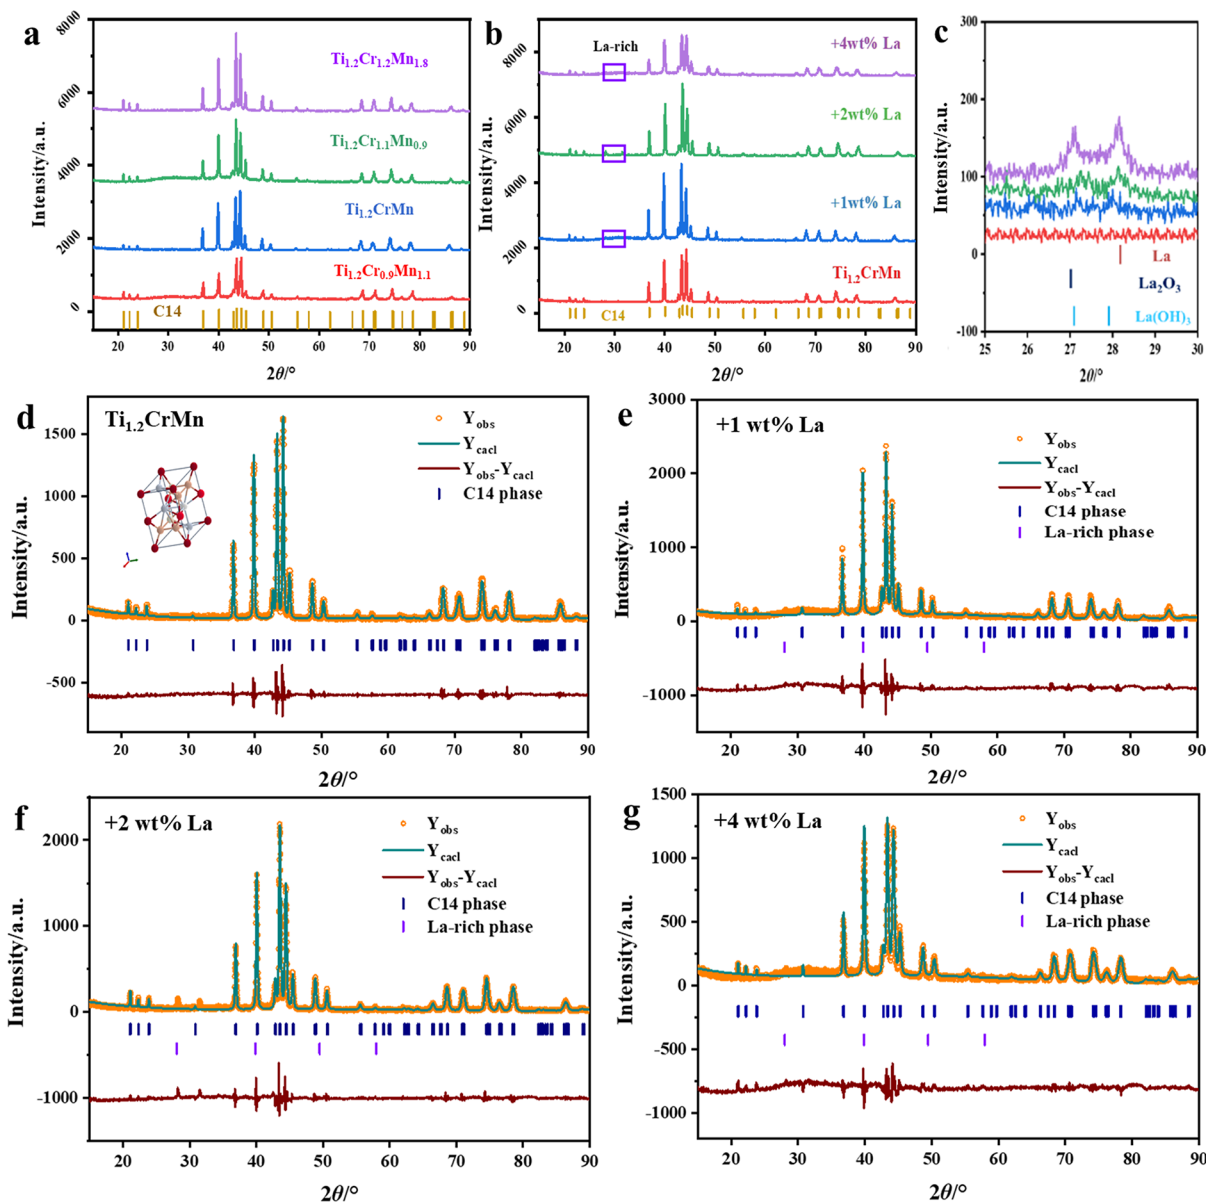 a
Intensity/a.u.
8000
6000
4000
2000
0
Ti1.2Cr1.2Mn1.8
Ti1.2Cr1.1Mn0.9
Ti1.2CrMn
Ti1.2Cr0.9Mn1.1
C14
20 30 40 50 60 70 80 90
2θ/°
b
Intensity/a.u.
8000
6000
4000
2000
0
La-rich
+4wt% La
+2wt% La
+1wt% La
Ti1.2CrMn
C14
20 30 40 50 60 70 80 90
2θ/°
c
Intensity/a.u.
300
200
100
0
-100
La
La2O3
La(OH)3
25 26 27 28 29 30
2θ/°
d
Ti1.2CrMn
Intensity/a.u.
1500
1000
500
0
-500
Yobs
Ycacl
Yobs-Ycacl
C14 phase
20 30 40 50 60 70 80 90
2θ/°
e
+1 wt% La
Intensity/a.u.
3000
2000
1000
0
-1000
Yobs
Ycacl
Yobs-Ycacl
C14 phase
La-rich phase
20 30 40 50 60 70 80 90
2θ/°
f
+2 wt% La
Intensity/a.u.
2000
1000
0
-1000
Yobs
Ycacl
Yobs-Ycacl
C14 phase
La-rich phase
20 30 40 50 60 70 80 90
2θ/°
g
+4 wt% La
Intensity/a.u.
1500
1000
500
0
-500
-1000
Yobs
Ycacl
Yobs-Ycacl
C14 phase
La-rich phase
20 30 40 50 60 70 80 90
2θ/°